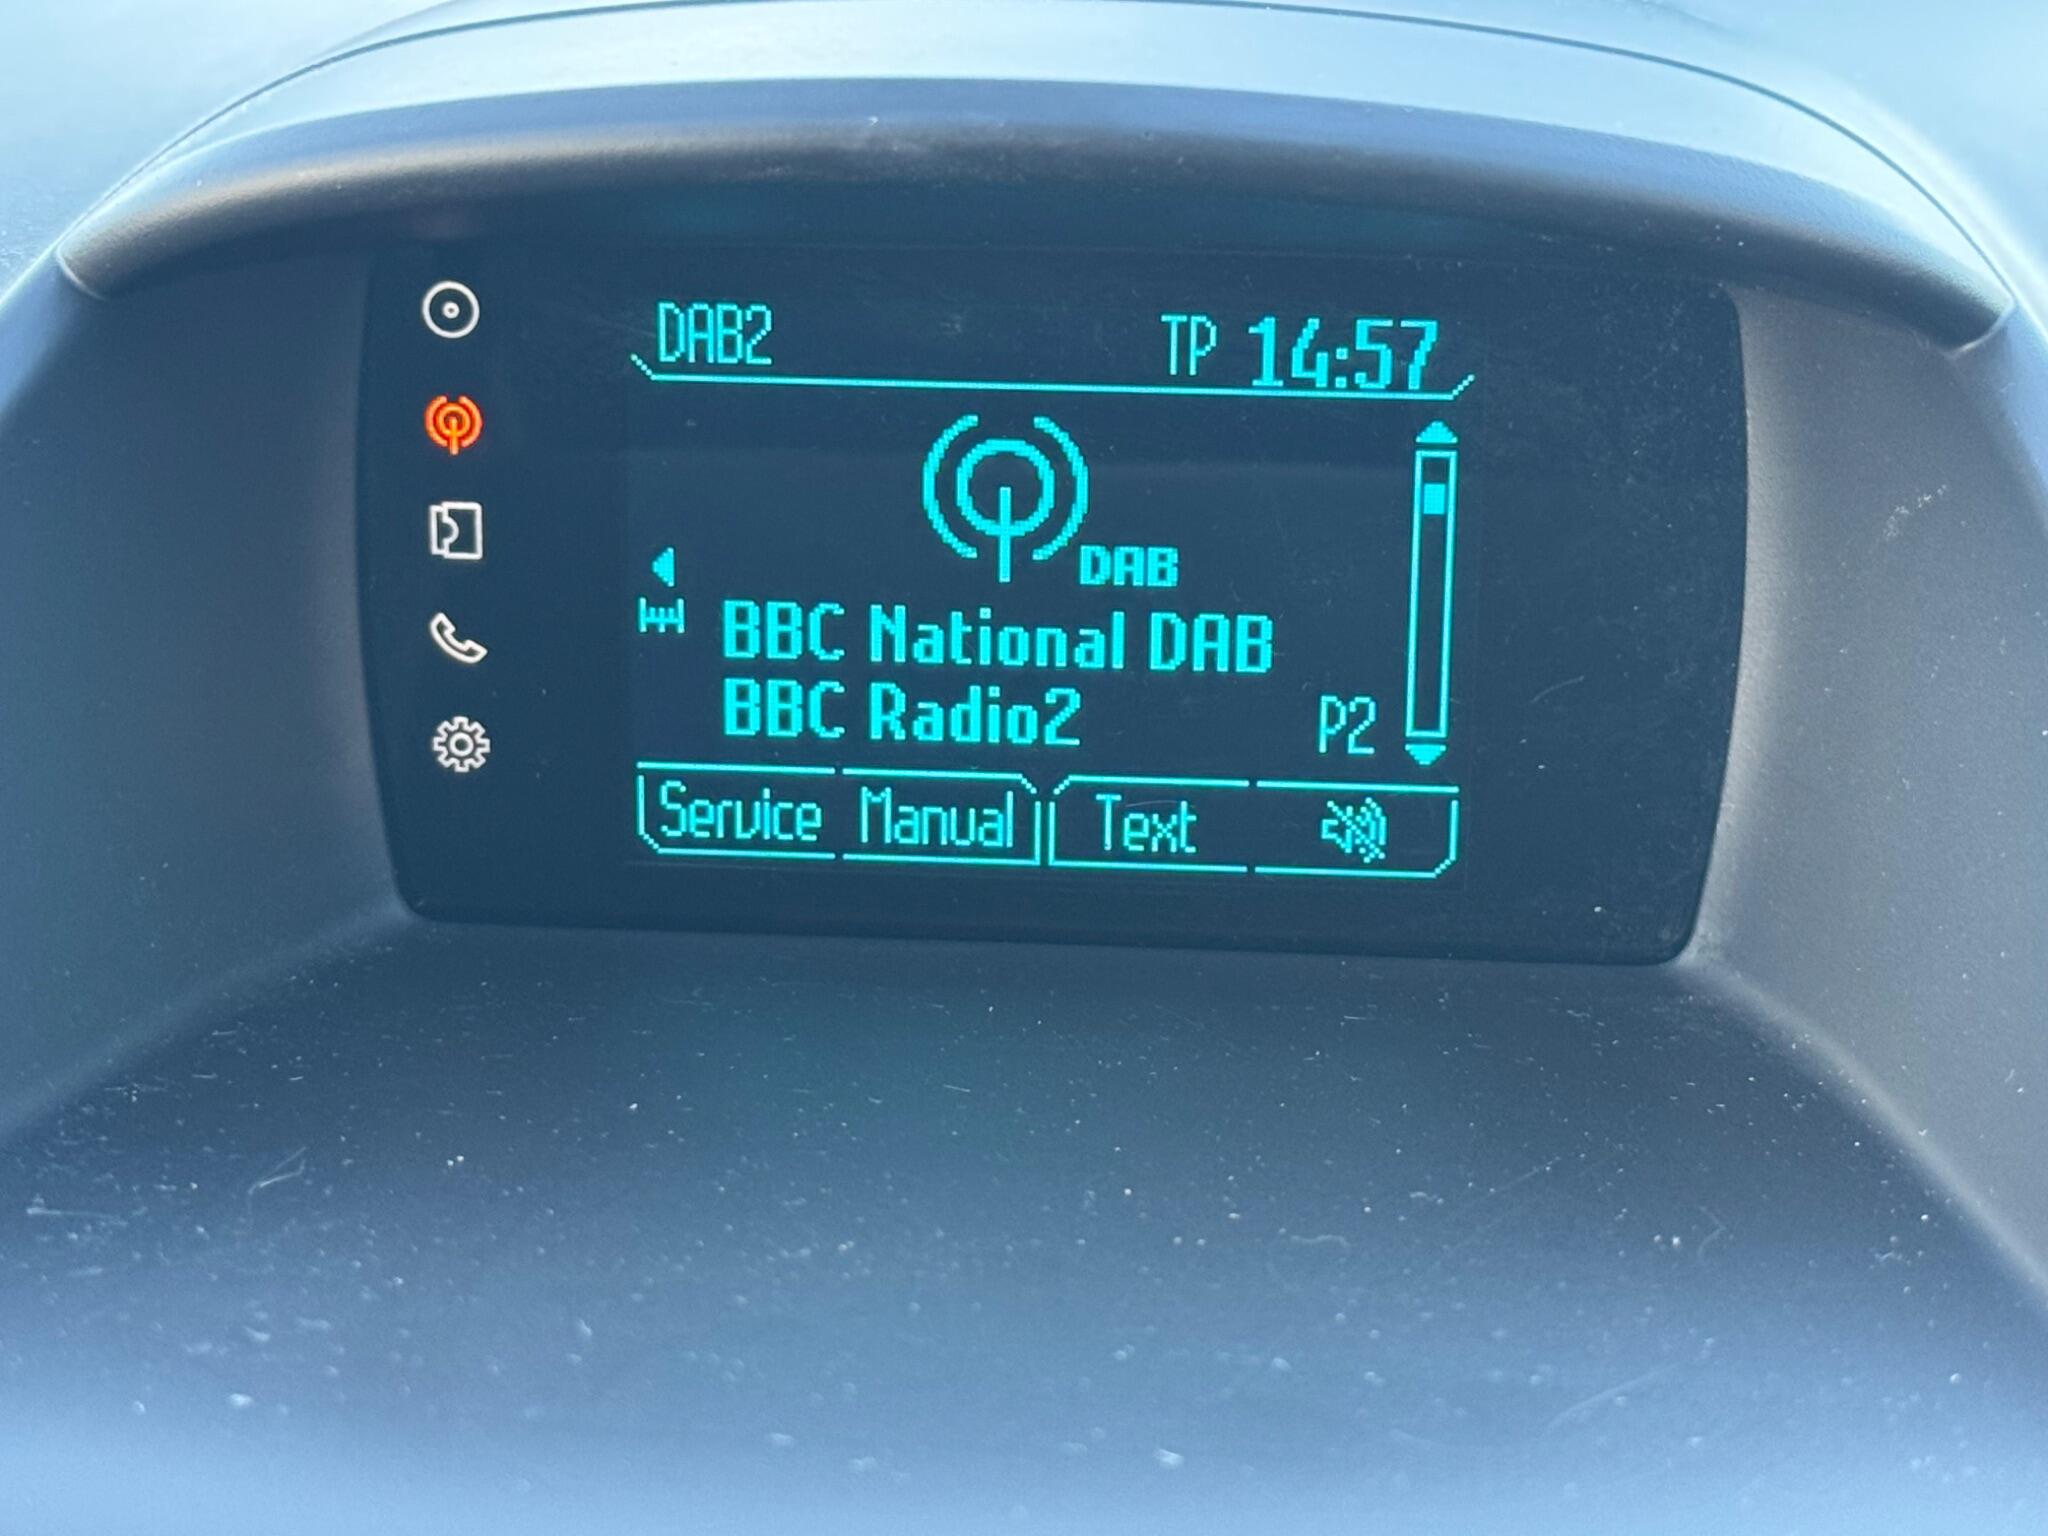 DAB2 TP 14:57
DAB
BBC National DAB
BBC Radio2 P2
Service Manual Text